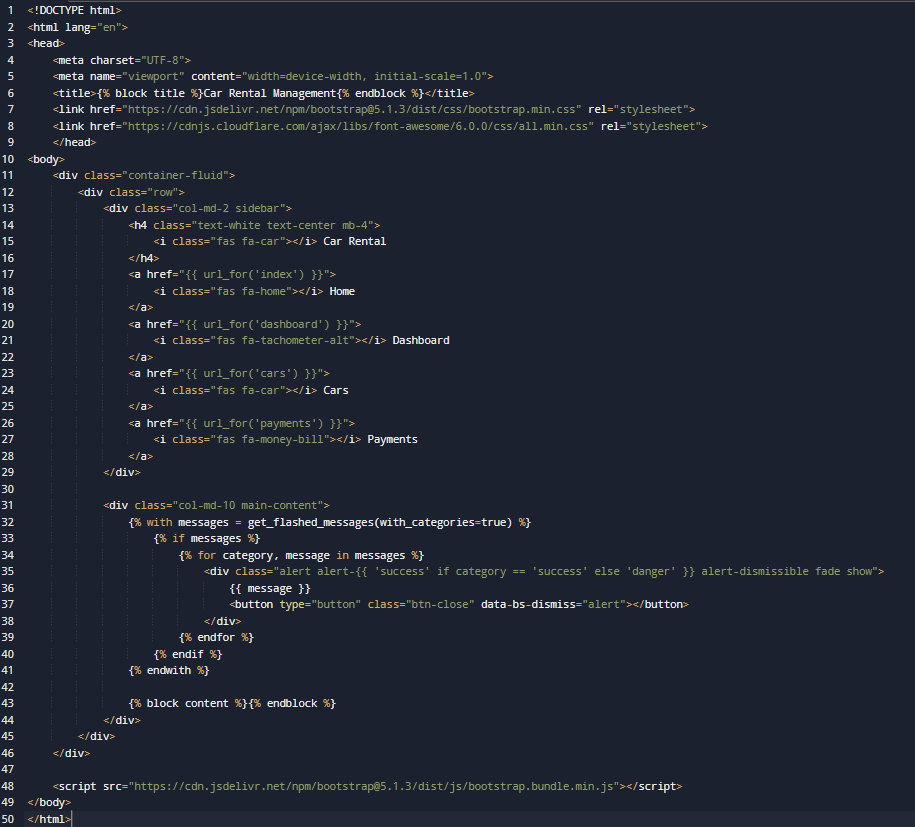 1 <!DOCTYPE html>
2 <html lang="en">
3 <head>
4     <meta charset="UTF-8">
5     <meta name="viewport" content="width=device-width, initial-scale=1.0">
6     <title>{% block title %}Car Rental Management{% endblock %}</title>
7     <link href="https://cdn.jsdelivr.net/npm/bootstrap@5.1.3/dist/css/bootstrap.min.css" rel="stylesheet">
8     <link href="https://cdnjs.cloudflare.com/ajax/libs/font-awesome/6.0.0/css/all.min.css" rel="stylesheet">
9     </head>
10 <body>
11     <div class="container-fluid">
12         <div class="row">
13             <div class="col-md-2 sidebar">
14                 <h4 class="text-white text-center mb-4">
15                     <i class="fas fa-car"></i> Car Rental
16                 </h4>
17                 <a href="{{ url_for('index') }}">
18                     <i class="fas fa-home"></i> Home
19                 </a>
20                 <a href="{{ url_for('dashboard') }}">
21                     <i class="fas fa-tachometer-alt"></i> Dashboard
22                 </a>
23                 <a href="{{ url_for('cars') }}">
24                     <i class="fas fa-car"></i> Cars
25                 </a>
26                 <a href="{{ url_for('payments') }}">
27                     <i class="fas fa-money-bill"></i> Payments
28                 </a>
29             </div>
30
31             <div class="col-md-10 main-content">
32                 {% with messages = get_flashed_messages(with_categories=true) %}
33                     {% if messages %}
34                         {% for category, message in messages %}
35                             <div class="alert alert-{{ 'success' if category == 'success' else 'danger' }} alert-dismissible fade show">
36                                 {{ message }}
37                                 <button type="button" class="btn-close" data-bs-dismiss="alert"></button>
38                             </div>
39                         {% endfor %}
40                     {% endif %}
41                 {% endwith %}
42
43                 {% block content %}{% endblock %}
44             </div>
45         </div>
46     </div>
47
48     <script src="https://cdn.jsdelivr.net/npm/bootstrap@5.1.3/dist/js/bootstrap.bundle.min.js"></script>
49 </body>
50 </html>